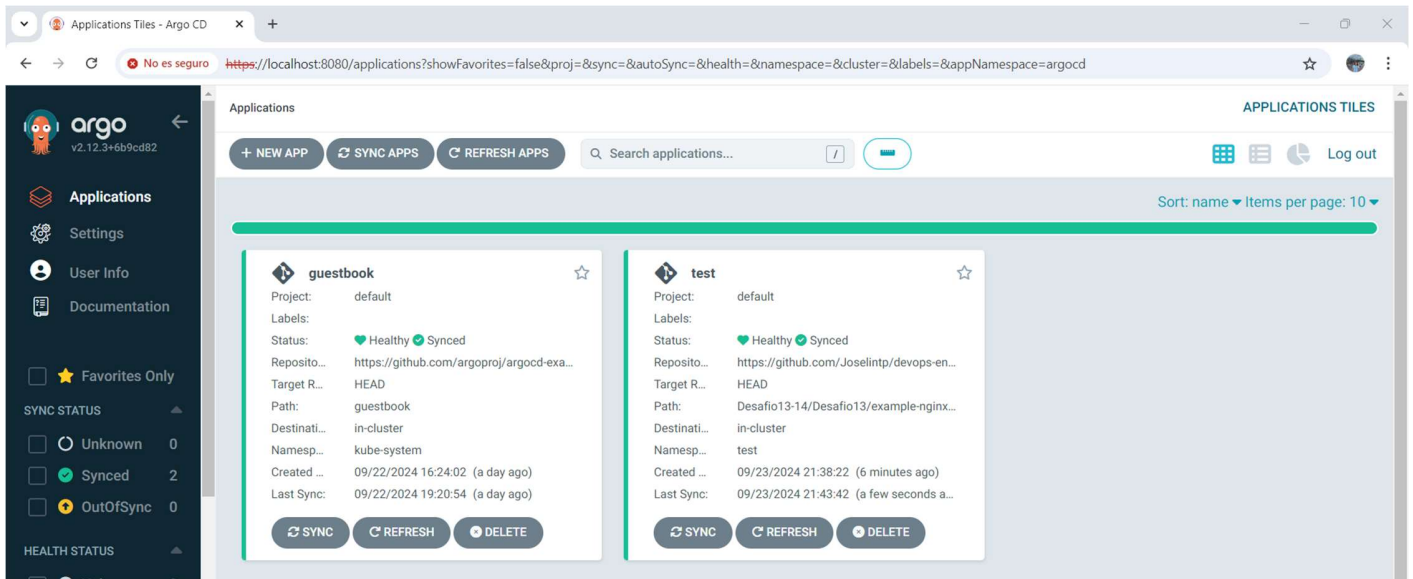 Applications Tiles - Argo CD
No es seguro https://localhost:8080/applications?showFavorites=false&proj=&sync=&autoSync=&health=&namespace=&cluster=&labels=&appNamespace=argocd
argo
v2.12.3+6b9cd82
Applications
Settings
User Info
Documentation
Favorites Only
SYNC STATUS
Unknown 0
Synced 2
OutOfSync 0
HEALTH STATUS
Applications
APPLICATIONS TILES
+ NEW APP SYNC APPS REFRESH APPS Search applications... / Log out
Sort: name Items per page: 10
guestbook
Project: default
Labels:
Status: Healthy Synced
Reposito... https://github.com/argoproj/argocd-exa...
Target R... HEAD
Path: guestbook
Destinati... in-cluster
Namesp... kube-system
Created ... 09/22/2024 16:24:02 (a day ago)
Last Sync: 09/22/2024 19:20:54 (a day ago)
SYNC REFRESH DELETE
test
Project: default
Labels:
Status: Healthy Synced
Reposito... https://github.com/Joselintp/devops-en...
Target R... HEAD
Path: Desafio13-14/Desafio13/example-nginx...
Destinati... in-cluster
Namesp... test
Created ... 09/23/2024 21:38:22 (6 minutes ago)
Last Sync: 09/23/2024 21:43:42 (a few seconds a...
SYNC REFRESH DELETE